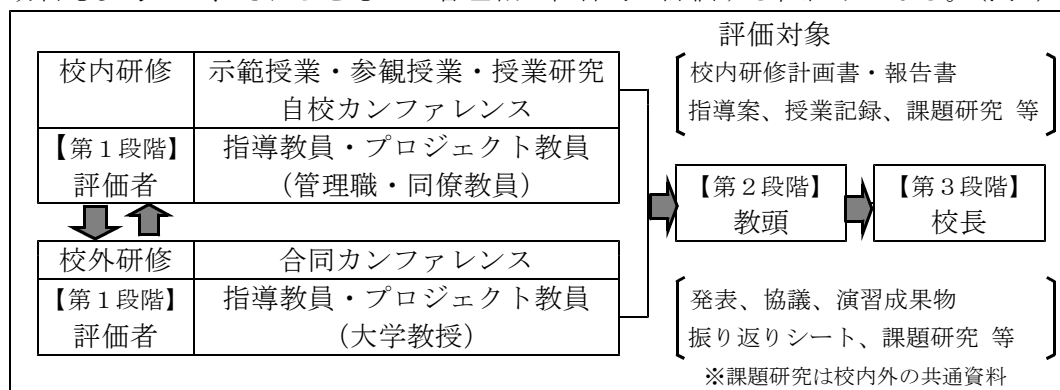 評価対象
校内研修 示範授業・参観授業・授業研究
自校カンファレンス
【第1段階】 指導教員・プロジェクト教員
評価者 (管理職・同僚教員)
校内研修計画書・報告書
指導案、授業記録、課題研究 等
【第2段階】 【第3段階】
教頭 校長
校外研修 合同カンファレンス
【第1段階】 指導教員・プロジェクト教員
評価者 (大学教授)
発表、協議、演習成果物
振り返りシート、課題研究 等
※課題研究は校内外の共通資料